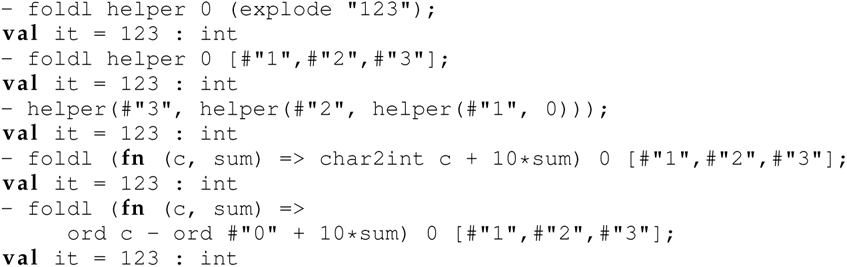 - foldl helper 0 (explode "123");
val it = 123 : int
- foldl helper 0 [#"1",#"2",#"3"];
val it = 123 : int
- helper(#"3", helper(#"2", helper(#"1", 0)));
val it = 123 : int
- foldl (fn (c, sum) => char2int c + 10*sum) 0 [#"1",#"2",#"3"];
val it = 123 : int
- foldl (fn (c, sum) =>
ord c - ord #"0" + 10*sum) 0 [#"1",#"2",#"3"];
val it = 123 : int